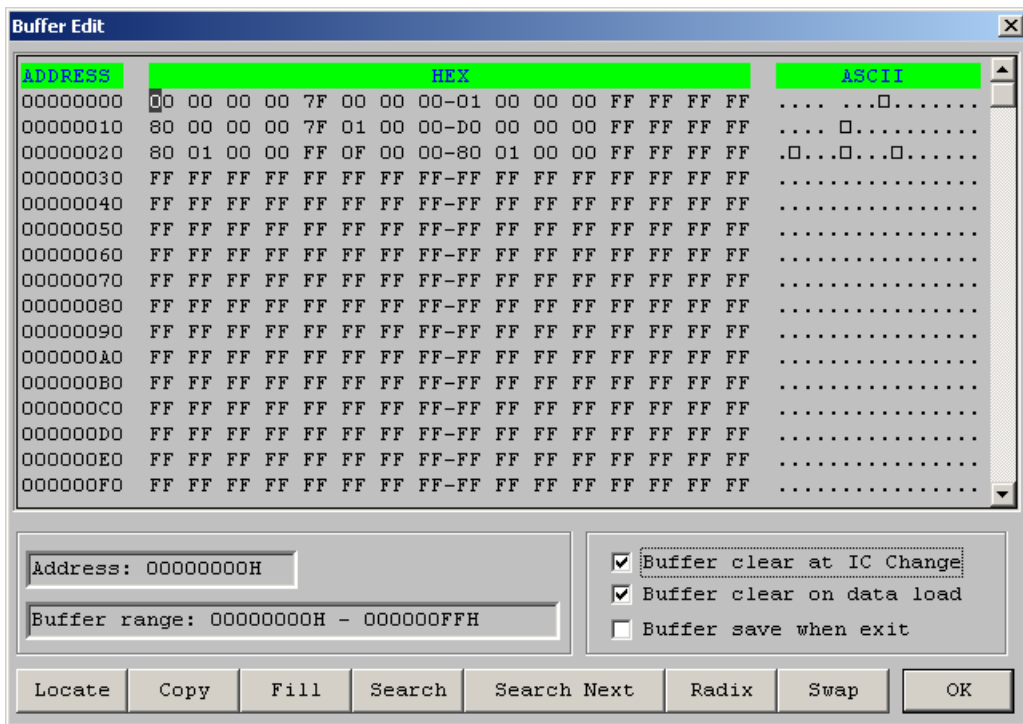 Buffer Edit
ADDRESS HEX ASCII
00000000 00 00 00 00 7F 00 00 00-01 00 00 00 FF FF FF FF .... ...□.......
00000010 80 00 00 00 7F 01 00 00-D0 00 00 00 FF FF FF FF .... □..........
00000020 80 01 00 00 FF 0F 00 00-80 01 00 00 FF FF FF FF .□...□...□......
00000030 FF FF FF FF FF FF FF FF-FF FF FF FF FF FF FF FF ................
00000040 FF FF FF FF FF FF FF FF-FF FF FF FF FF FF FF FF ................
00000050 FF FF FF FF FF FF FF FF-FF FF FF FF FF FF FF FF ................
00000060 FF FF FF FF FF FF FF FF-FF FF FF FF FF FF FF FF ................
00000070 FF FF FF FF FF FF FF FF-FF FF FF FF FF FF FF FF ................
00000080 FF FF FF FF FF FF FF FF-FF FF FF FF FF FF FF FF ................
00000090 FF FF FF FF FF FF FF FF-FF FF FF FF FF FF FF FF ................
000000A0 FF FF FF FF FF FF FF FF-FF FF FF FF FF FF FF FF ................
000000B0 FF FF FF FF FF FF FF FF-FF FF FF FF FF FF FF FF ................
000000C0 FF FF FF FF FF FF FF FF-FF FF FF FF FF FF FF FF ................
000000D0 FF FF FF FF FF FF FF FF-FF FF FF FF FF FF FF FF ................
000000E0 FF FF FF FF FF FF FF FF-FF FF FF FF FF FF FF FF ................
000000F0 FF FF FF FF FF FF FF FF-FF FF FF FF FF FF FF FF ................
Address: 00000000H
Buffer range: 00000000H - 000000FFH
Buffer clear at IC Change
Buffer clear on data load
Buffer save when exit
Locate Copy Fill Search Search Next Radix Swap OK